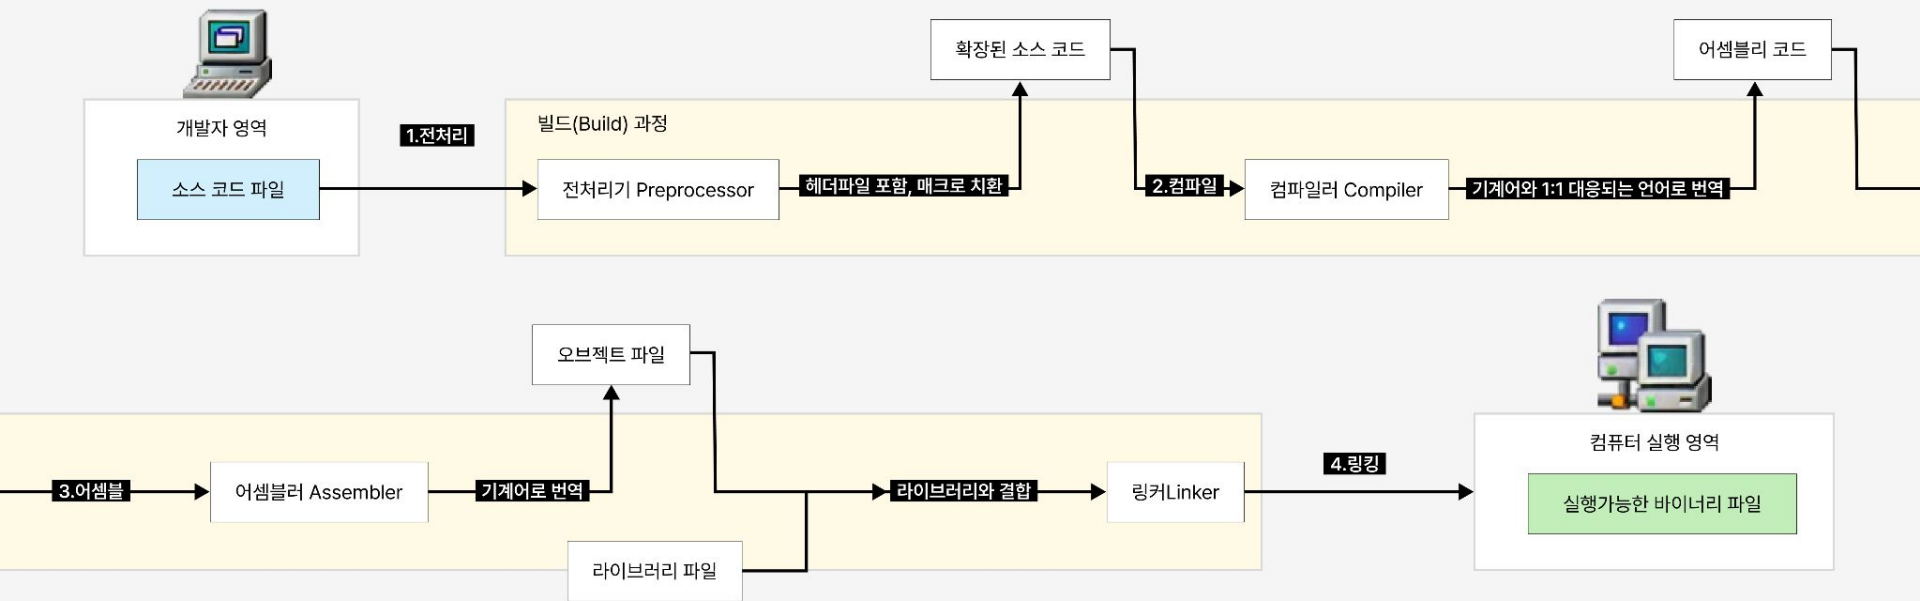 확장된 소스 코드
어셈블리 코드
개발자 영역
1.전처리
빌드(Build) 과정
소스 코드 파일
전처리기 Preprocessor
헤더파일 포함, 매크로 치환
2.컴파일
컴파일러 Compiler
기계어와 1:1 대응되는 언어로 번역
오브젝트 파일
컴퓨터 실행 영역
3.어셈블
어셈블러 Assembler
기계어로 번역
라이브러리와 결합
링커Linker
4.링킹
실행가능한 바이너리 파일
라이브러리 파일